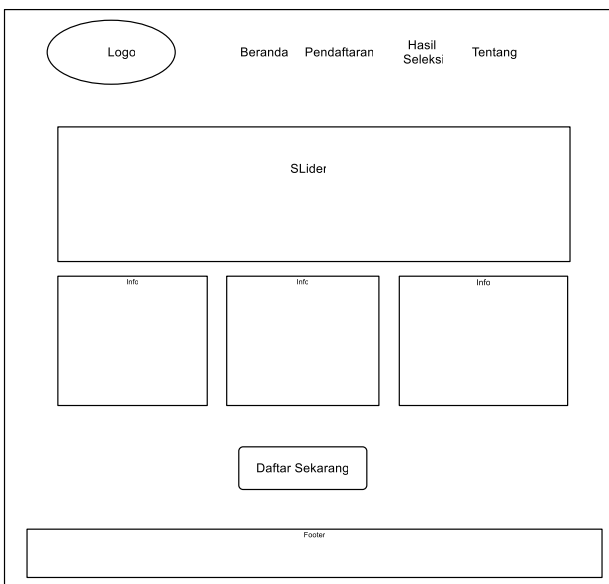 Logo
Beranda Pendaftaran Hasil Seleksi Tentang
SLider
Info Info Info
Daftar Sekarang
Footer